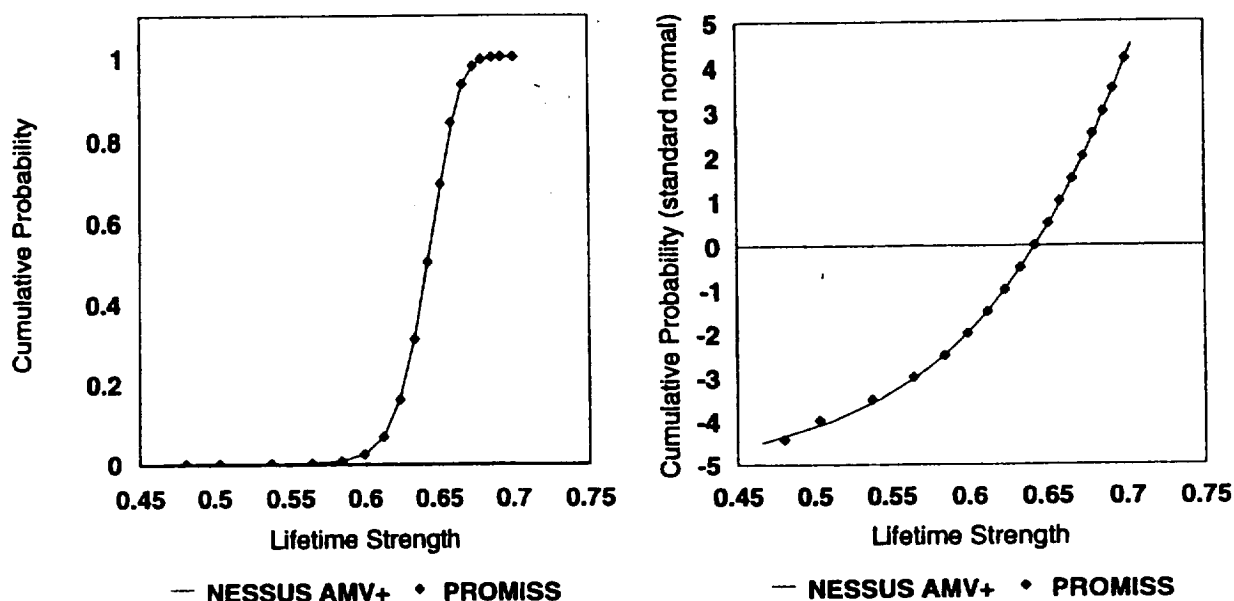 Cumulative Probability
1
0.8
0.6
0.4
0.2
0
0.45 0.5 0.55 0.6 0.65 0.7 0.75
Lifetime Strength
— NESSUS AMV+ ◆ PROMISS
Cumulative Probability (standard normal)
5
4
3
2
1
0
-1
-2
-3
-4
-5
0.45 0.5 0.55 0.6 0.65 0.7 0.75
Lifetime Strength
— NESSUS AMV+ ◆ PROMISS